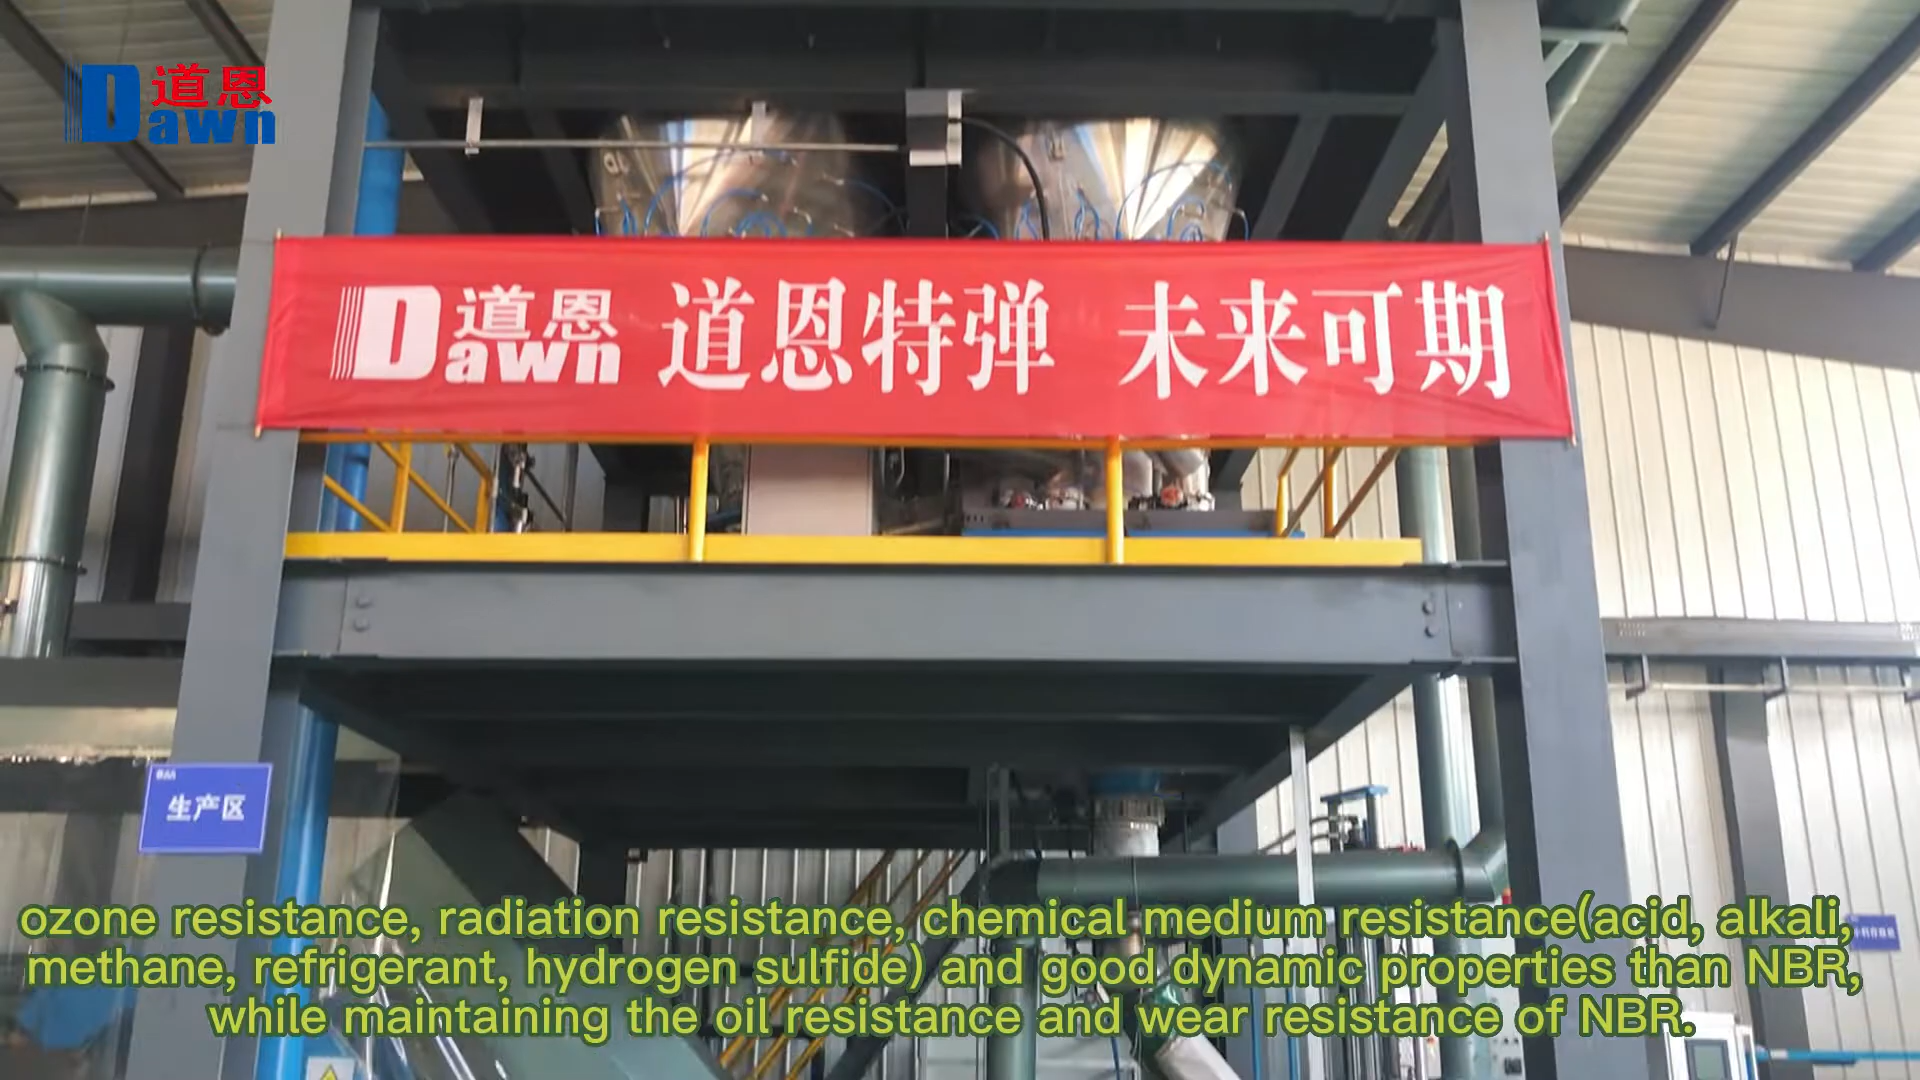 道恩
Dawn
道恩
Dawn
道恩特弹 未来可期
生产区
ozone resistance, radiation resistance, chemical medium resistance(acid, alkali,
methane, refrigerant, hydrogen sulfide) and good dynamic properties than NBR,
while maintaining the oil resistance and wear resistance of NBR.